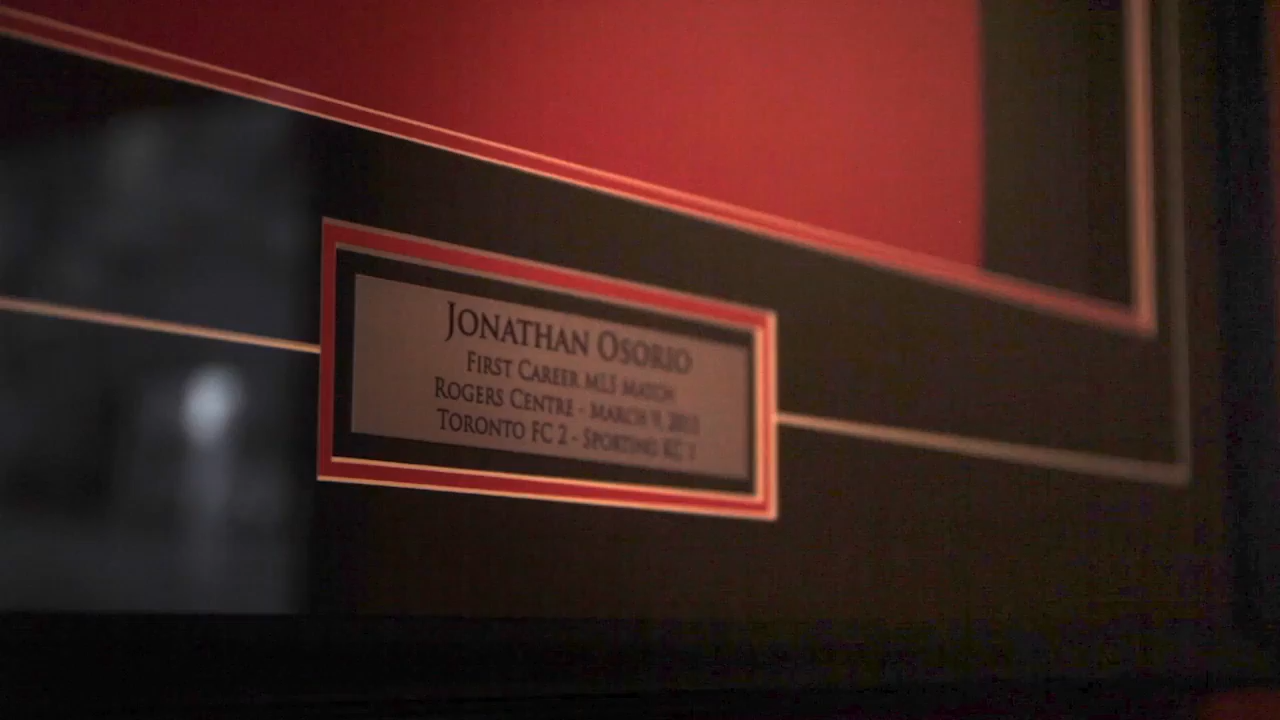 JONATHAN OSORIO
FIRST CAREER MLS MATCH
ROGERS CENTRE - MARCH 9, 2013
TORONTO FC 2 - SPORTING KC 1